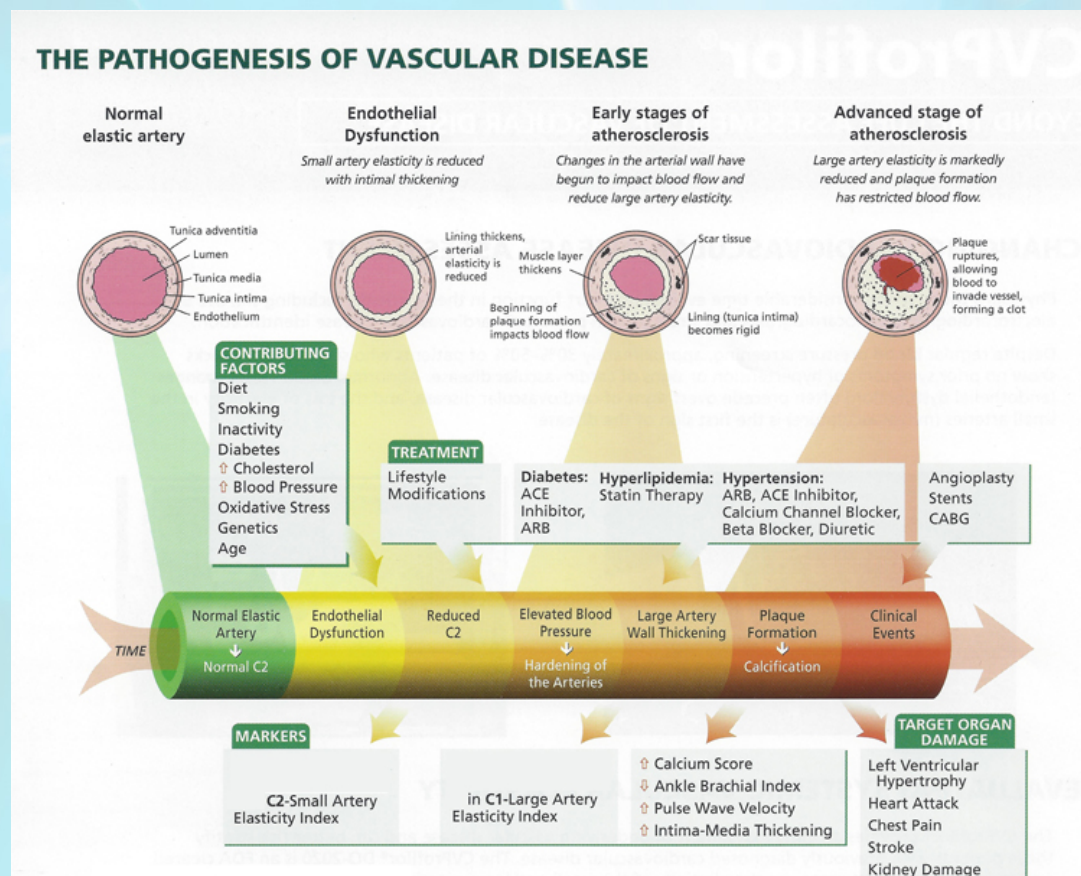 THE PATHOGENESIS OF VASCULAR DISEASE
Normal
elastic artery
Endothelial
Dysfunction
Small artery elasticity is reduced
with intimal thickening
Early stages of
atherosclerosis
Changes in the arterial wall have
begun to impact blood flow and
reduce large artery elasticity.
Advanced stage of
atherosclerosis
Large artery elasticity is markedly
reduced and plaque formation
has restricted blood flow.
Tunica adventitia
Lumen
Tunica media
Tunica intima
Endothelium
Lining thickens,
arterial
elasticity is
reduced
Muscle layer
thickens
Beginning of
plaque formation
impacts blood flow
Scar tissue
Lining (tunica intima)
becomes rigid
Plaque
ruptures,
allowing
blood to
invade vessel,
forming a clot
CONTRIBUTING
FACTORS
Diet
Smoking
Inactivity
Diabetes
⇧ Cholesterol
⇧ Blood Pressure
Oxidative Stress
Genetics
Age
TREATMENT
Lifestyle
Modifications
Diabetes:
ACE
Inhibitor,
ARB
Hyperlipidemia:
Statin Therapy
Hypertension:
ARB, ACE Inhibitor,
Calcium Channel Blocker,
Beta Blocker, Diuretic
Angioplasty
Stents
CABG
TIME
Normal Elastic
Artery
↓
Normal C2
Endothelial
Dysfunction
Reduced
C2
Elevated Blood
Pressure
↓
Hardening of
the Arteries
Large Artery
Wall Thickening
Plaque
Formation
↓
Calcification
Clinical
Events
MARKERS
C2-Small Artery
Elasticity Index
in C1-Large Artery
Elasticity Index
⇧ Calcium Score
⇩ Ankle Brachial Index
⇧ Pulse Wave Velocity
⇧ Intima-Media Thickening
TARGET ORGAN
DAMAGE
Left Ventricular
Hypertrophy
Heart Attack
Chest Pain
Stroke
Kidney Damage